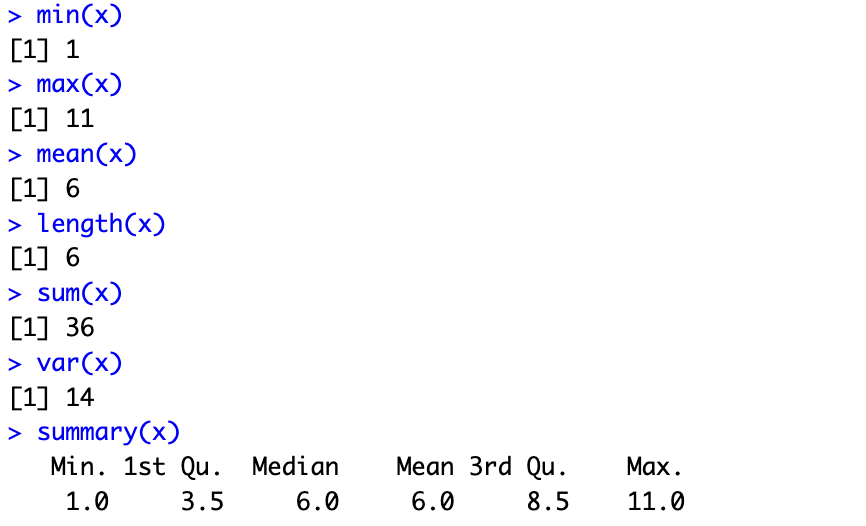 > min(x)
[1] 1
> max(x)
[1] 11
> mean(x)
[1] 6
> length(x)
[1] 6
> sum(x)
[1] 36
> var(x)
[1] 14
> summary(x)
   Min. 1st Qu.  Median    Mean 3rd Qu.    Max.
    1.0     3.5     6.0     6.0     8.5    11.0